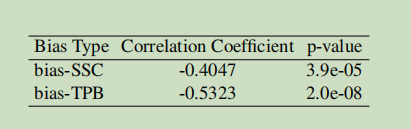 Bias Type Correlation Coefficient p-value
bias-SSC -0.4047 3.9e-05
bias-TPB -0.5323 2.0e-08